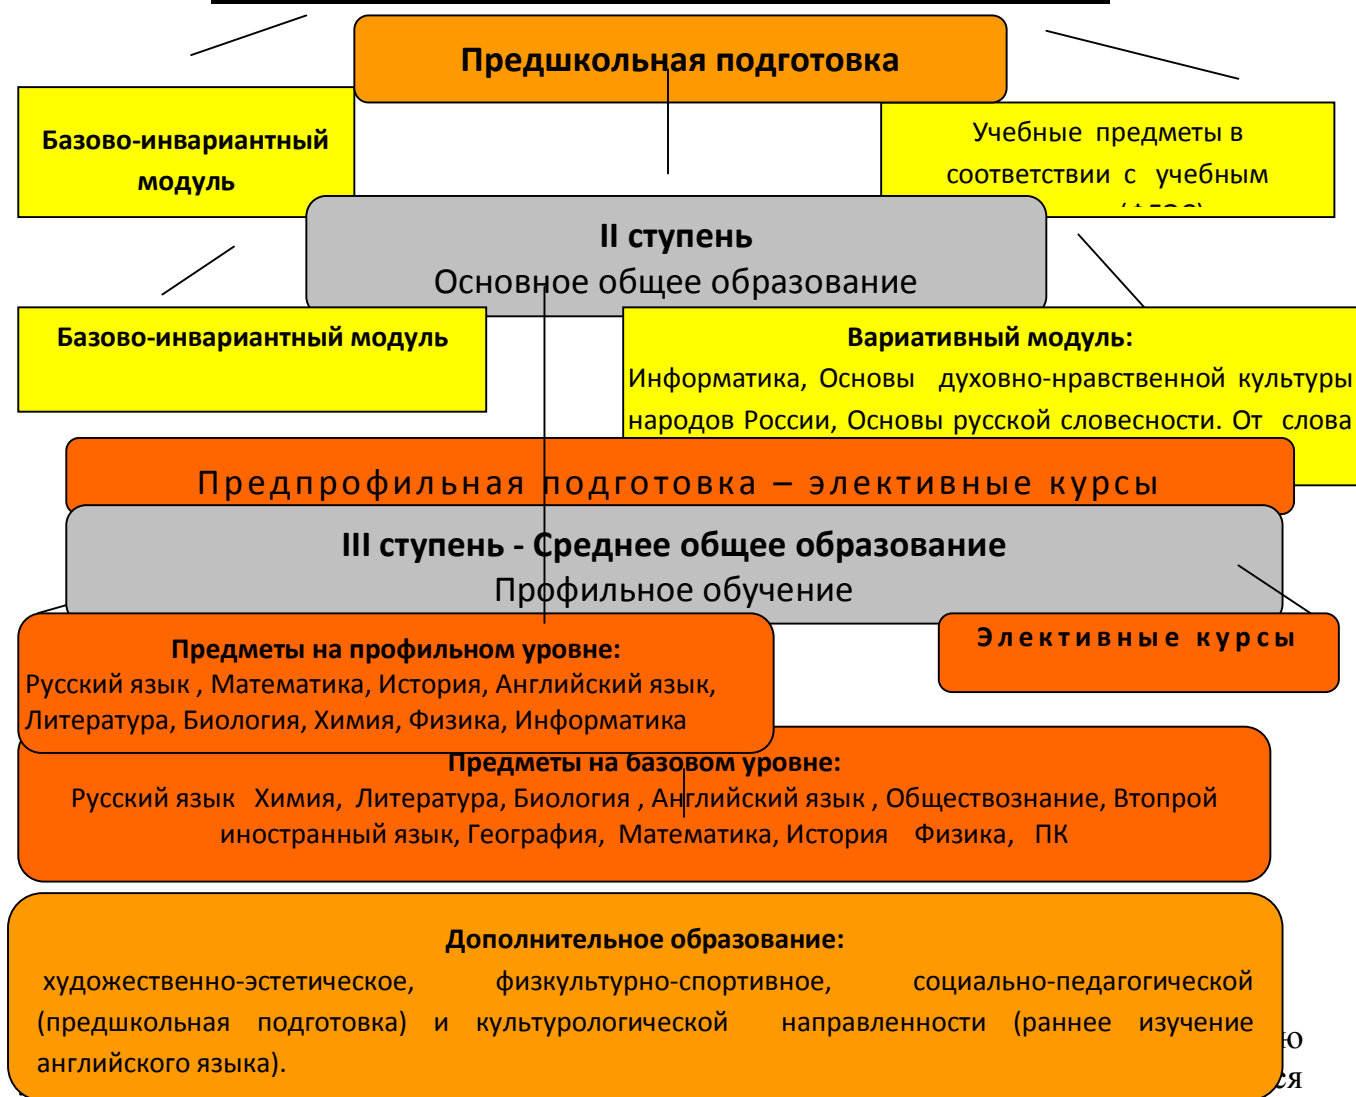 Предшкольная подготовка
Базово-инвариантный
модуль
Учебные предметы в
соответствии с учебным
II ступень
Основное общее образование
Базово-инвариантный модуль
Вариативный модуль:
Информатика, Основы духовно-нравственной культуры
народов России, Основы русской словесности. От слова
Предпрофильная подготовка – элективные курсы
III ступень - Среднее общее образование
Профильное обучение
Предметы на профильном уровне:
Русский язык , Математика, История, Английский язык,
Литература, Биология, Химия, Физика, Информатика
Элективные курсы
Предметы на базовом уровне:
Русский язык Химия, Литература, Биология , Английский язык , Обществознание, Втопрой
иностранный язык, География, Математика, История Физика, ПК
Дополнительное образование:
художественно-эстетическое, физкультурно-спортивное, социально-педагогической
(предшкольная подготовка) и культурологической направленности (раннее изучение
английского языка).